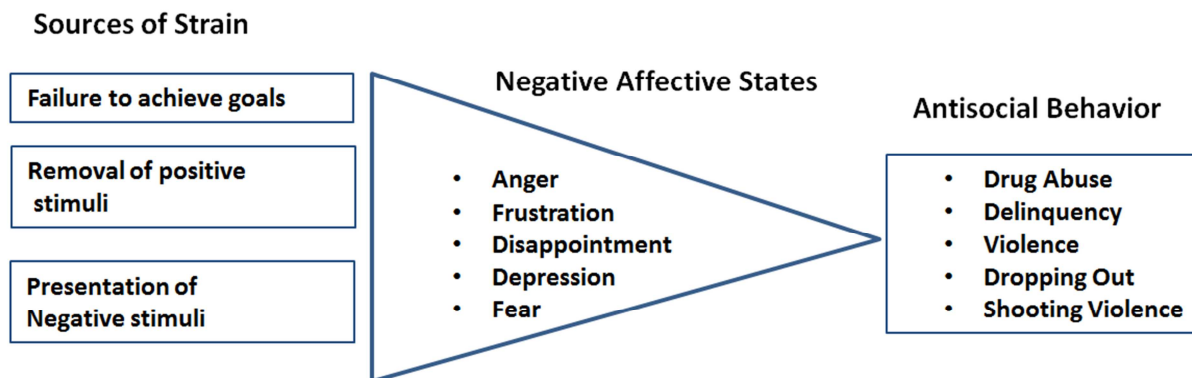 Sources of Strain
Failure to achieve goals
Removal of positive
stimuli
Presentation of
Negative stimuli
Negative Affective States
• Anger
• Frustration
• Disappointment
• Depression
• Fear
Antisocial Behavior
• Drug Abuse
• Delinquency
• Violence
• Dropping Out
• Shooting Violence